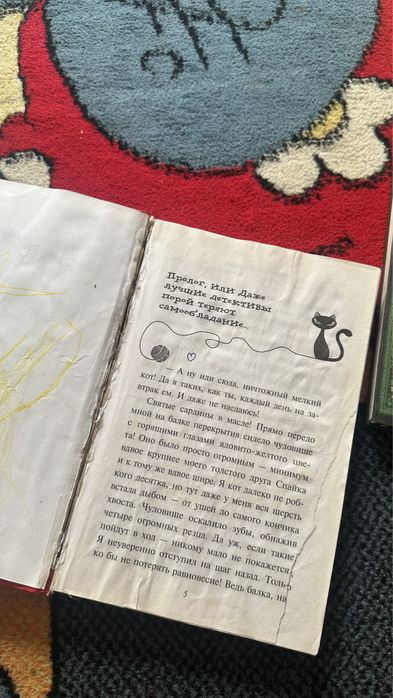 Пролог, или Даже
лучшие детективы
порой теряют
самообладание...
— А ну иди сюда, ничтожный мелкий
кот! Да я таких, как ты, каждый день на за-
втрак ем. И даже не наедаюсь!
Святые сардины в масле! Прямо передо
мной на балке перекрытия сидело чудовище
с горящими глазами ядовито-желтого цве-
та! Оно было просто огромным — минимум
вдвое крупнее моего толстого друга Спайка
и к тому же вдвое шире. Я кот далеко не роб-
кого десятка, но тут даже у меня вся шерсть
встала дыбом — от ушей до самого кончика
хвоста. Чудовище оскалило зубы, обнажив
четыре огромных резца. Да уж, если такие
пойдут в ход — никому мало не покажется.
Я неуверенно отступил на шаг назад. Только
ко бы не потерять равновесие! Ведь балка, на
5